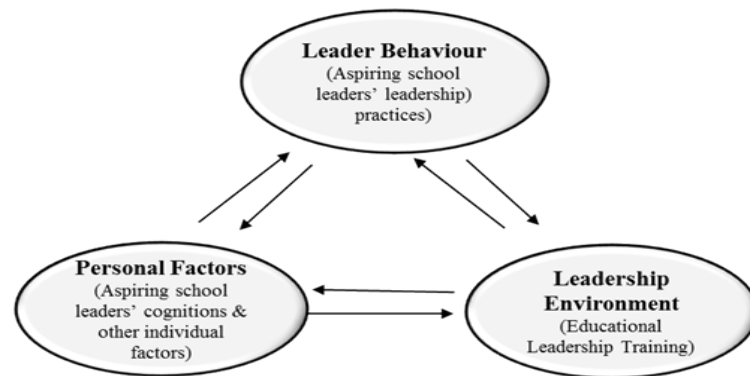 Leader Behaviour
(Aspiring school
leaders’ leadership)
practices)
Personal Factors
(Aspiring school
leaders’ cognitions &
other individual
factors)
Leadership
Environment
(Educational
Leadership Training)